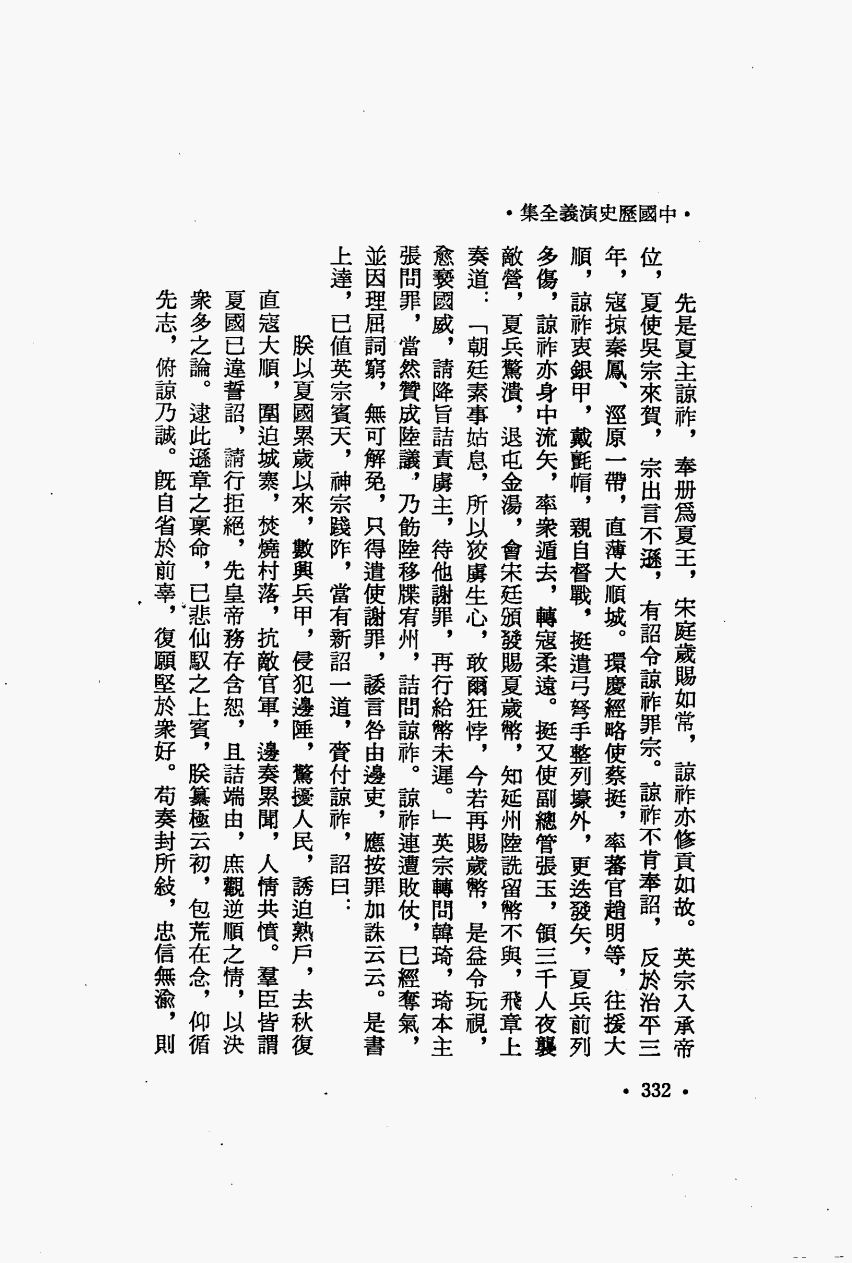 •中國歷史演義全集•
先是夏主諒祚，奉册爲夏王，宋庭歲賜如常，諒祚亦修貢如故。英宗入承帝
位，夏使吳宗來賀，宗出言不遜，有詔令諒祚罪宗。諒祚不肯奉詔，反於治平三
年，寇掠秦鳳、涇原一帶，直薄大順城。環慶經略使蔡挺，率蕃官趙明等，往援大
順，諒祚衷銀甲，戴氈帽，親自督戰，挺遣弓弩手整列壕外，更迭發矢，夏兵前列
多傷，諒祚亦身中流矢，率衆遁去，轉寇柔遠。挺又使副總管張玉，領三千人夜襲
敵營，夏兵驚潰，退屯金湯，會宋廷頒發賜夏歲幣，知延州陸詵留幣不與，飛章上
奏道：「朝廷素事姑息，所以狡虜生心，敢爾狂悖，今若再賜歲幣，是益令玩視，
愈褻國威，請降旨詰責虜主，待他謝罪，再行給幣未遲。」英宗轉問韓琦，琦本主
張問罪，當然贊成陸議，乃飭陸移牒宥州，詰問諒祚。諒祚連遭敗仗，已經奪氣，
並因理屈詞窮，無可解免，只得遣使謝罪，諉言咎由邊吏，應按罪加誅云云。是書
上達，已値英宗賓天，神宗踐阼，當有新詔一道，賚付諒祚，詔曰：
朕以夏國累歲以來，數興兵甲，侵犯邊陲，驚擾人民，誘迫熟戶，去秋復
直寇大順，圍迫城寨，焚燒村落，抗敵官軍，邊奏累聞，人情共憤。羣臣皆謂
夏國已違誓詔，請行拒絕，先皇帝務存含恕，且詰端由，庶觀逆順之情，以決
衆多之論。逮此遜章之稟命，已悲仙馭之上賓，朕纂極云初，包荒在念，仰循
先志，俯諒乃誠。旣自省於前辜，復願堅於衆好。苟奏封所敍，忠信無渝，則
•332•